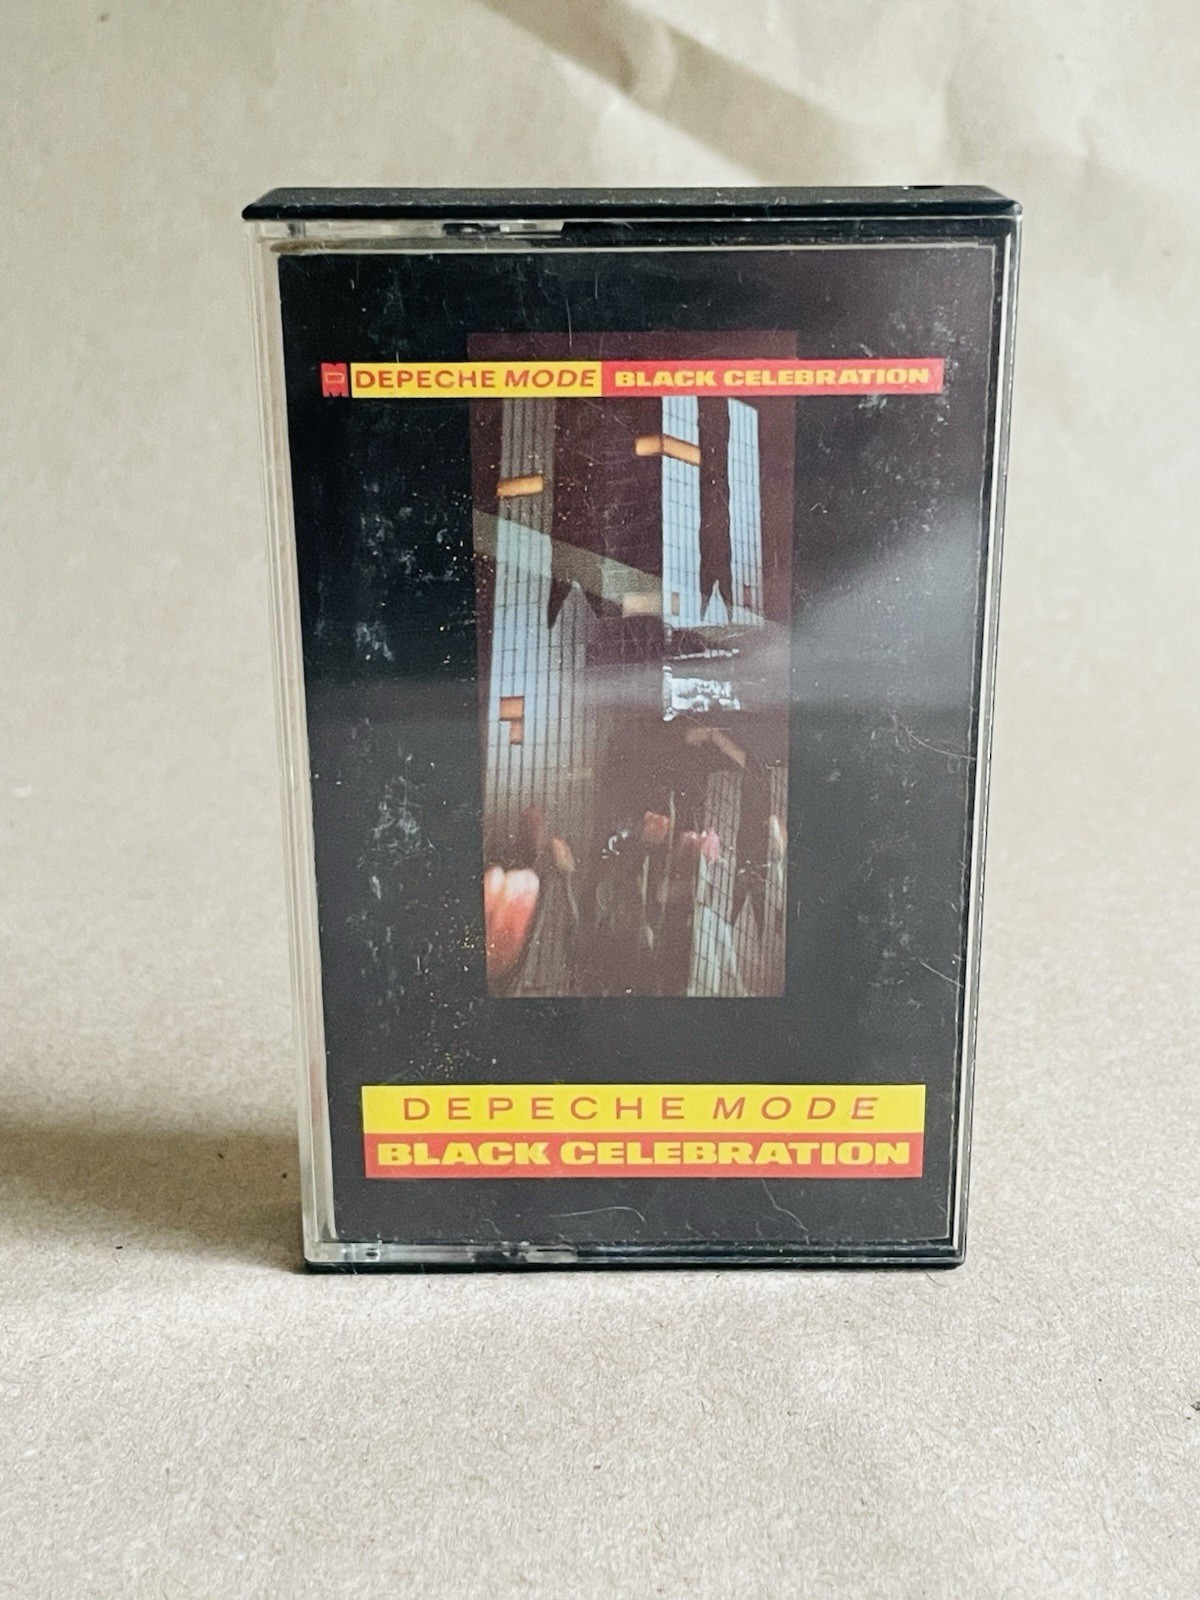 DM DEPECHE MODE BLACK CELEBRATION
DEPECHE MODE
BLACK CELEBRATION